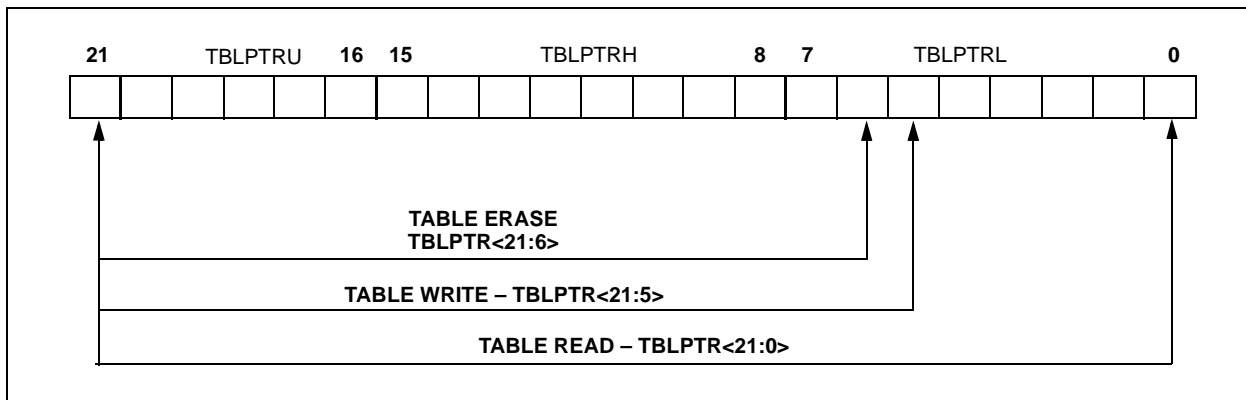 21 TBLPTRU 16 15 TBLPTRH 8 7 TBLPTRL 0
TABLE ERASE
TBLPTR<21:6>
TABLE WRITE – TBLPTR<21:5>
TABLE READ – TBLPTR<21:0>